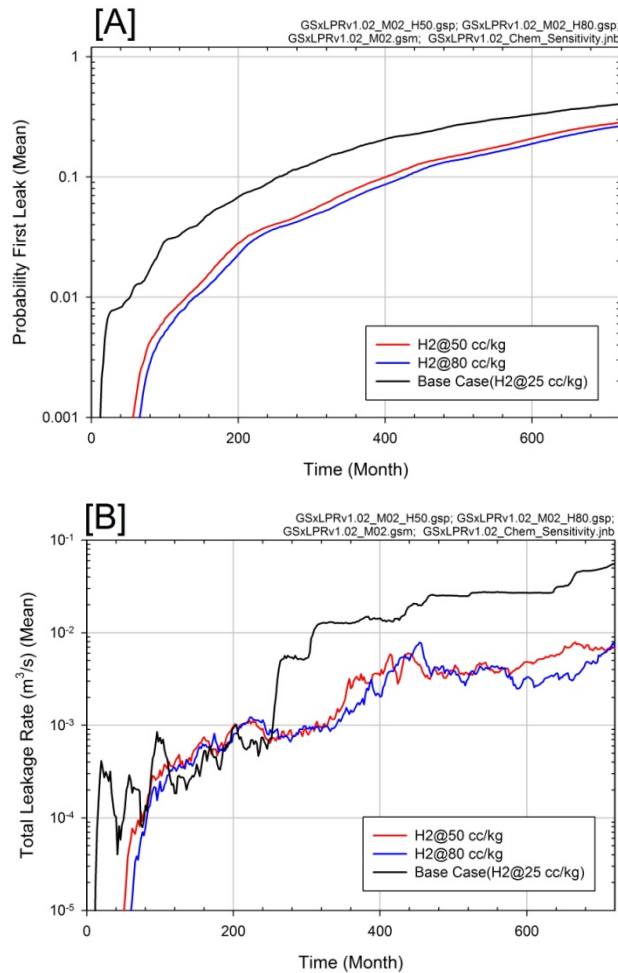 [A]
GSxLPRv1.02_M02_H50.gsp; GSxLPRv1.02_M02_H80.gsp;
GSxLPRv1.02_M02.gsm; GSxLPRv1.02_Chem_Sensitivity.jnb
1
0.1
0.01
0.001
Probability First Leak (Mean)
H2@50 cc/kg
H2@80 cc/kg
Base Case(H2@25 cc/kg)
0 200 400 600
Time (Month)
[B]
GSxLPRv1.02_M02_H50.gsp; GSxLPRv1.02_M02_H80.gsp;
GSxLPRv1.02_M02.gsm; GSxLPRv1.02_Chem_Sensitivity.jnb
10-1
10-2
10-3
10-4
10-5
Total Leakage Rate (m3/s) (Mean)
H2@50 cc/kg
H2@80 cc/kg
Base Case(H2@25 cc/kg)
0 200 400 600
Time (Month)